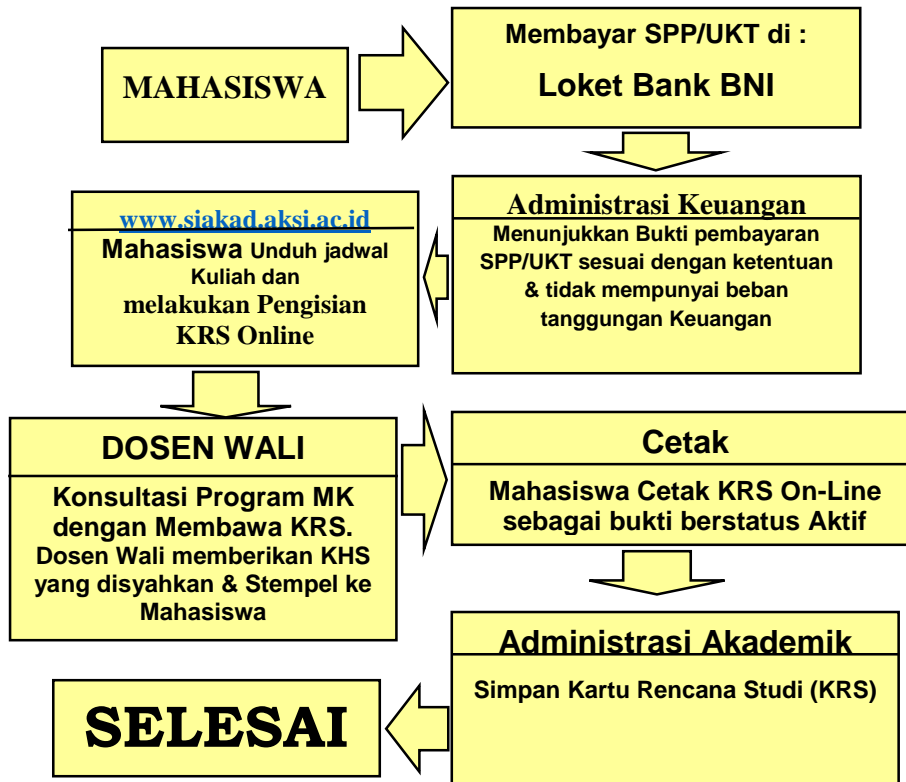 MAHASISWA
Membayar SPP/UKT di :
Loket Bank BNI
Administrasi Keuangan
Menunjukkan Bukti pembayaran
SPP/UKT sesuai dengan ketentuan
& tidak mempunyai beban
tanggungan Keuangan
www.siakad.aksi.ac.id
Mahasiswa Unduh jadwal
Kuliah dan
melakukan Pengisian
KRS Online
DOSEN WALI
Konsultasi Program MK
dengan Membawa KRS.
Dosen Wali memberikan KHS
yang disyahkan & Stempel ke
Mahasiswa
Cetak
Mahasiswa Cetak KRS On-Line
sebagai bukti berstatus Aktif
Administrasi Akademik
Simpan Kartu Rencana Studi (KRS)
SELESAI